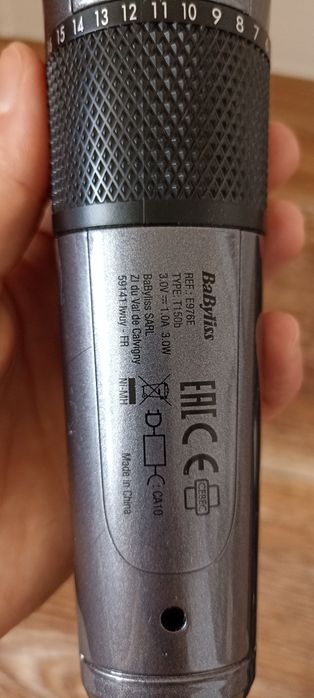 15 14 13 12 11 10 9 8 7
BaByliss
REF : E976E
TYPE. T150b
3.0V 1.0A 3.0W
BaByliss SARL
ZI du Val de Calvigny
59141 Iwuy - FR
EAC CE
CEBEC
CA10
Ni-MH
Made in China